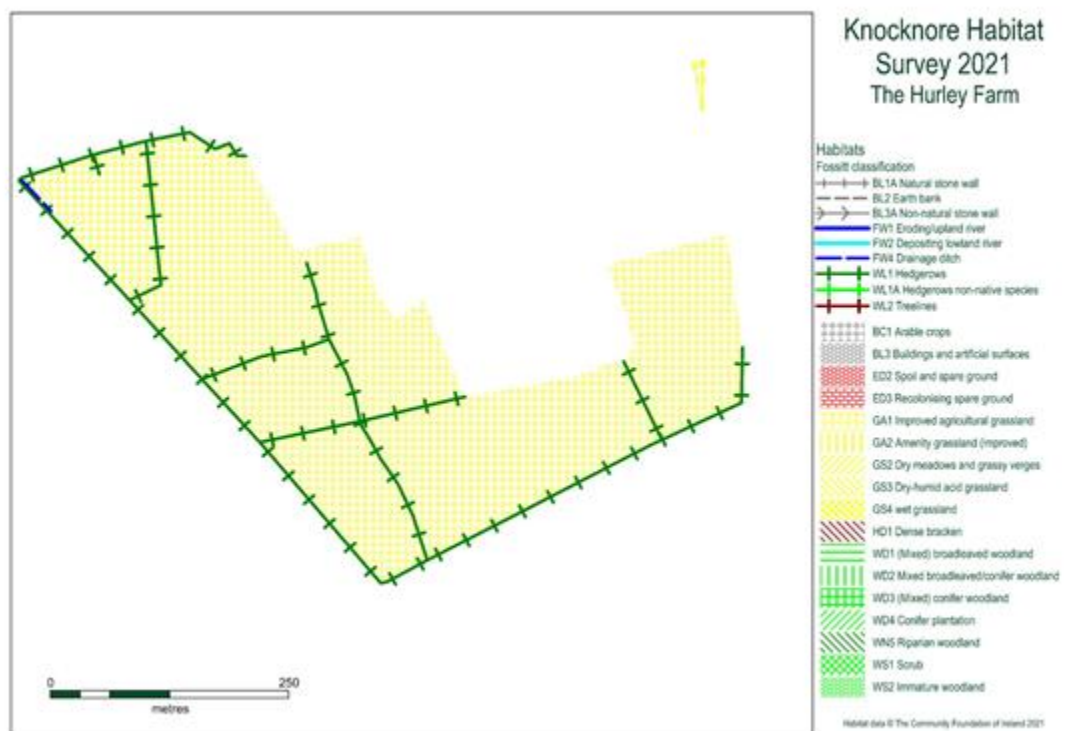 Knocknore Habitat
Survey 2021
The Hurley Farm
Habitats
Fossitt classification
BL1A Natural stone wall
BL2 Earth bank
BL3A Non-natural stone wall
FW1 Eroding/upland river
FW2 Depositing lowland river
FW4 Drainage ditch
WL1 Hedgerows
WL1A Hedgerows non-native species
WL2 Treelines
BC1 Arable crops
BL3 Buildings and artificial surfaces
ED2 Spoil and spare ground
ED3 Recolonising spare ground
GA1 Improved agricultural grassland
GA2 Amenity grassland (improved)
GS2 Dry meadows and grassy verges
GS3 Dry-humid acid grassland
GS4 wet grassland
HD1 Dense bracken
WD1 (Mixed) broadleaved woodland
WD2 Mixed broadleaved/conifer woodland
WD3 (Mixed) conifer woodland
WD4 Conifer plantation
WN5 Riparian woodland
WS1 Scrub
WS2 Immature woodland
0 250
metres
Habitat data © The Community Foundation of Ireland 2021